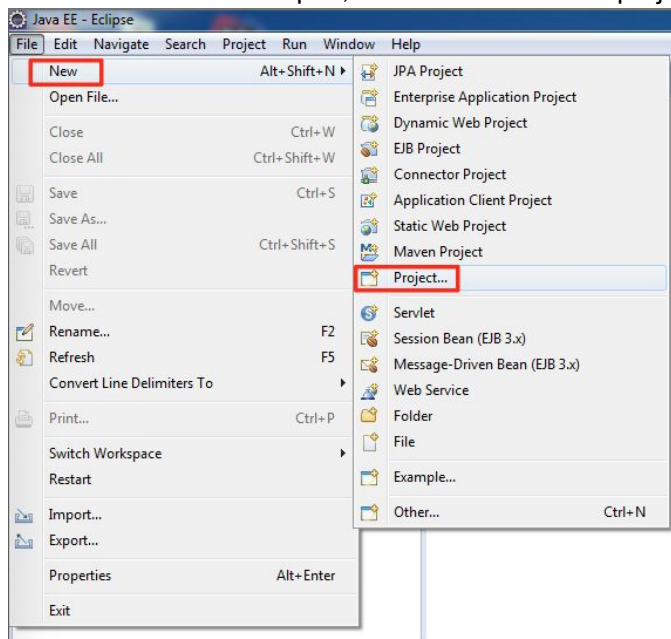 Java EE - Eclipse
File Edit Navigate Search Project Run Window Help
New Alt+Shift+N
Open File...
Close Ctrl+W
Close All Ctrl+Shift+W
Save Ctrl+S
Save As...
Save All Ctrl+Shift+S
Revert
Move...
Rename... F2
Refresh F5
Convert Line Delimiters To
Print... Ctrl+P
Switch Workspace
Restart
Import...
Export...
Properties Alt+Enter
Exit
JPA Project
Enterprise Application Project
Dynamic Web Project
EJB Project
Connector Project
Application Client Project
Static Web Project
Maven Project
Project...
Servlet
Session Bean (EJB 3.x)
Message-Driven Bean (EJB 3.x)
Web Service
Folder
File
Example...
Other... Ctrl+N